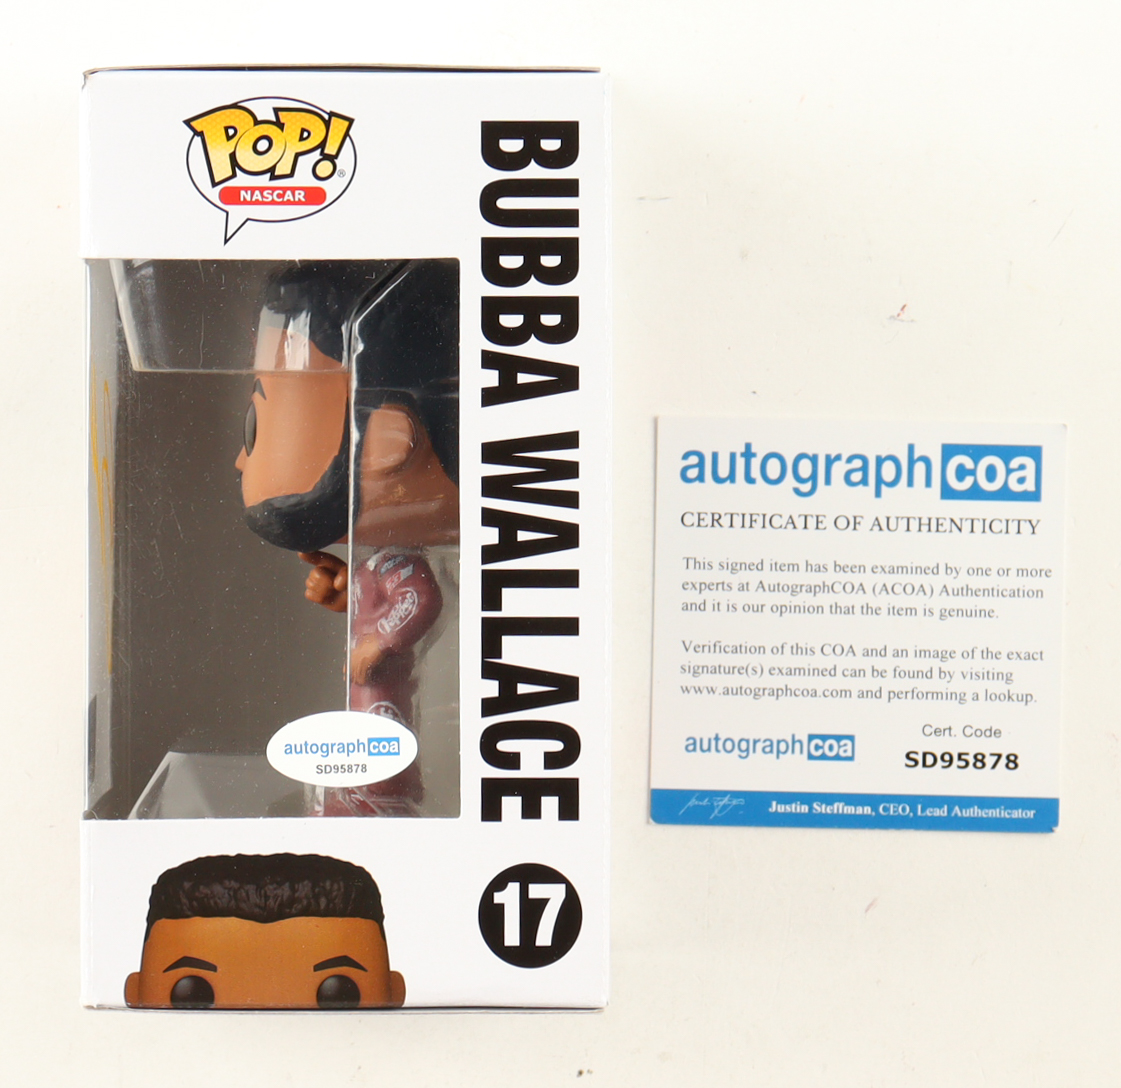 POP!®
NASCAR
BUBBA WALLACE
17
autographcoa
SD95878
autographcoa
CERTIFICATE OF AUTHENTICITY
This signed item has been examined by one or more
experts at AutographCOA (ACOA) Authentication
and it is our opinion that the item is genuine.
Verification of this COA and an image of the exact
signature(s) examined can be found by visiting
www.autographcoa.com and performing a lookup.
autographcoa
Cert. Code
SD95878
Justin Steffman, CEO, Lead Authenticator